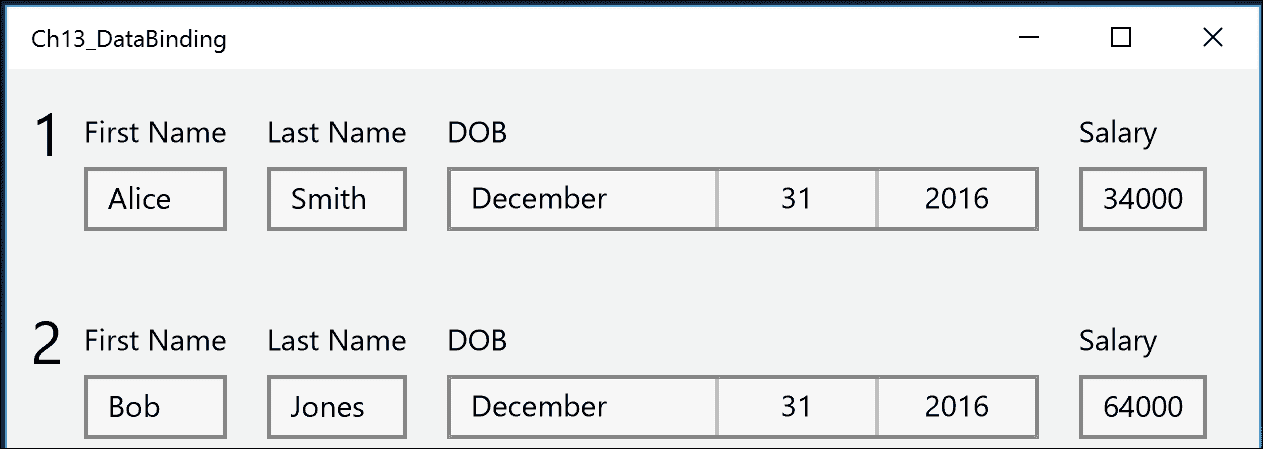 Ch13_DataBinding
1 First Name Last Name DOB Salary
Alice Smith December 31 2016 34000
2 First Name Last Name DOB Salary
Bob Jones December 31 2016 64000